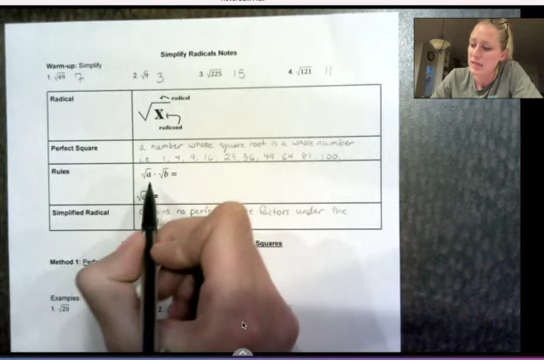 Simplify Radicals Notes
Warm-up: Simplify
1. √49 7 2. √9 3 3. √225 15 4. √121 11
Radical
radical
√x
radicand
Perfect Square
a number whose square root is a whole number
i.e. 1, 4, 9, 16, 25, 36, 49, 64, 81, 100, ...
Rules
√a · √b =
=
Simplified Radical
no factors under the
Squares
Method 1:
Examples
1. √20 2.